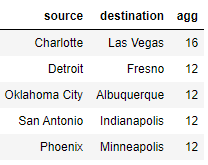 source destination agg
Charlotte Las Vegas 16
Detroit Fresno 12
Oklahoma City Albuquerque 12
San Antonio Indianapolis 12
Phoenix Minneapolis 12